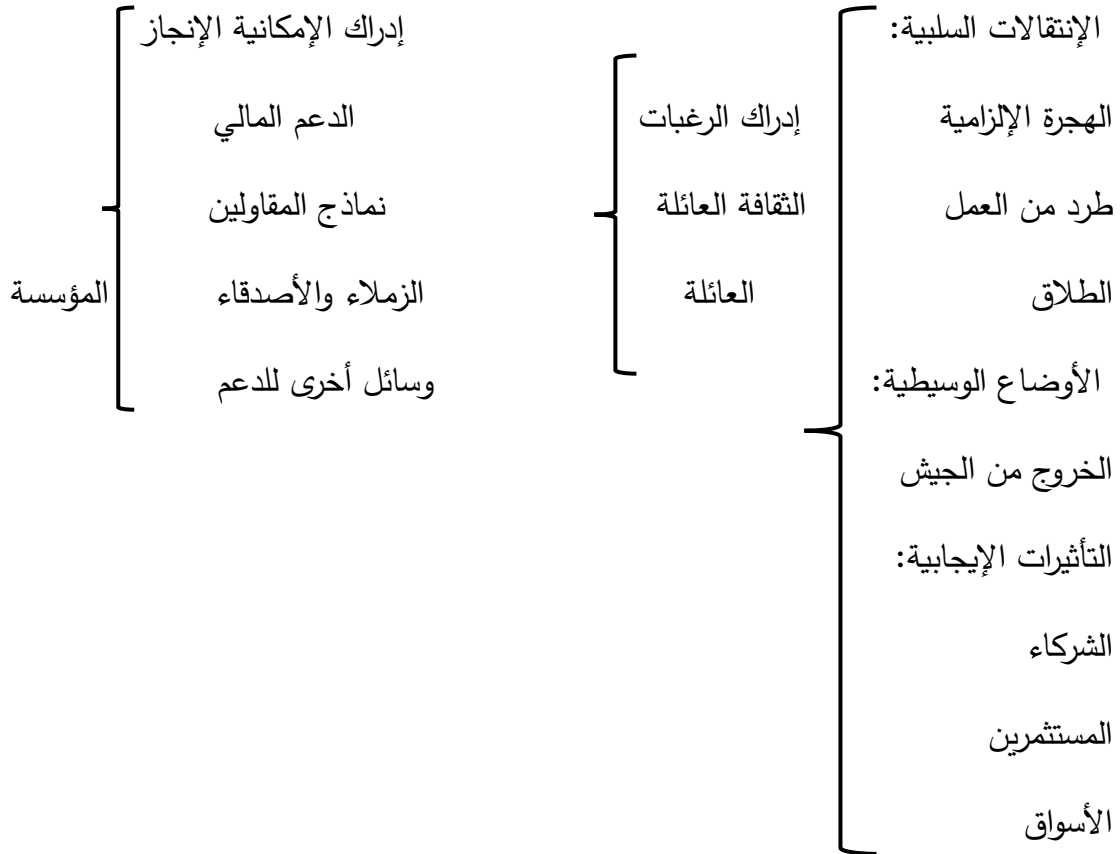 الإنتقالات السلبية:
الهجرة الإلزامية
طرد من العمل
الطلاق
الأوضاع الوسيطية:
الخروج من الجيش
التأثيرات الإيجابية:
الشركاء
المستثمرين
الأسواق
إدراك الرغبات
الثقافة العائلة
العائلة
إدراك الإمكانية الإنجاز
الدعم المالي
نماذج المقاولين
الزملاء والأصدقاء
وسائل أخرى للدعم
المؤسسة